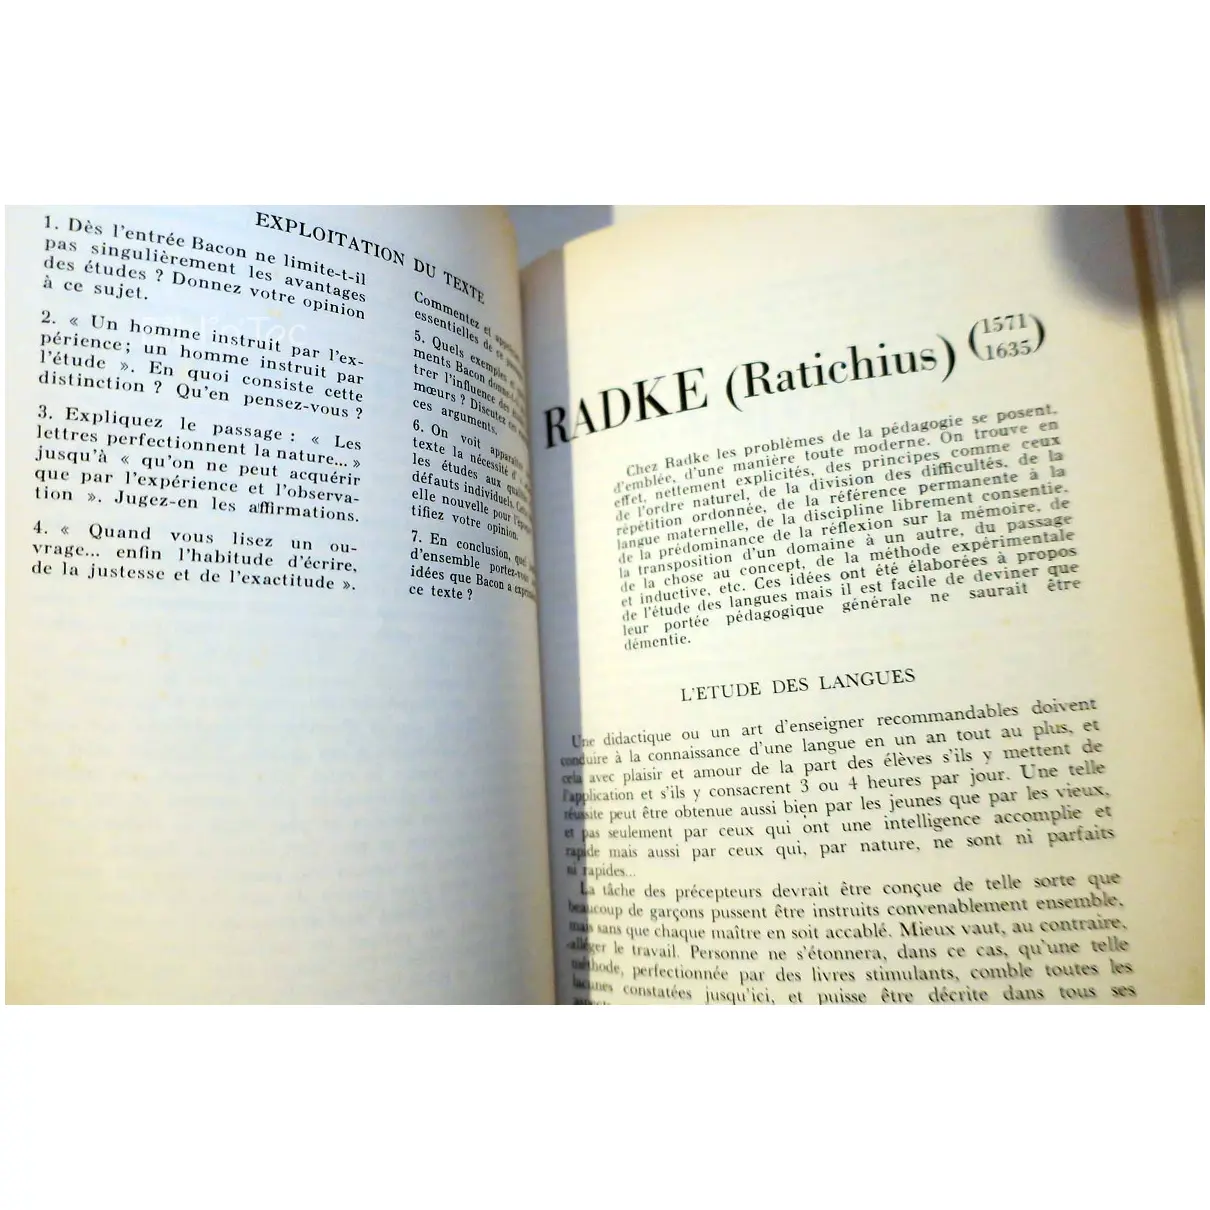 EXPLOITATION DU TEXTE
1. Dès l'entrée Bacon ne limite-t-il
pas singulièrement les avantages
des études ? Donnez votre opinion
à ce sujet.
2. « Un homme instruit par l'ex-
périence; un homme instruit par
l'étude ». En quoi consiste cette
distinction ? Qu'en pensez-vous ?
3. Expliquez le passage : « Les
lettres perfectionnent la nature... »
jusqu'à « qu'on ne peut acquérir
que par l'expérience et l'observa-
tion ». Jugez-en les affirmations.
4. « Quand vous lisez un ou-
vrage... enfin l'habitude d'écrire,
de la justesse et de l'exactitude ».
Commentez et
essentielles de ce
5. Quels exemples et
ments Bacon
trer l'influence des
mœurs ? Discutez
ces arguments.
6. On voit
texte la nécessité
les études aux
défauts individuels.
elle nouvelle pour
tifiez votre opinion.
7. En conclusion,
d'ensemble
idées que Bacon a
ce texte ?
RADKE (Ratichius) (1571
1635)
Chez Radke les problèmes de la pédagogie se posent,
d'emblée, d'une manière toute moderne. On trouve en
effet, nettement explicités, des principes comme ceux
de l'ordre naturel, de la division des difficultés, de la
répétition ordonnée, de la référence permanente à la
langue maternelle, de la discipline librement consentie,
de la prédominance de la réflexion sur la mémoire, de
la transposition d'un domaine à un autre, du passage
de la chose au concept, de la méthode expérimentale
et inductive, etc. Ces idées ont été élaborées à propos
de l'étude des langues mais il est facile de deviner que
leur portée pédagogique générale ne saurait être
démentie.
L'ETUDE DES LANGUES
Une didactique ou un art d'enseigner recommandables doivent
conduire à la connaissance d'une langue en un an tout au plus, et
cela avec plaisir et amour de la part des élèves s'ils y mettent de
l'application et s'ils y consacrent 3 ou 4 heures par jour. Une telle
réussite peut être obtenue aussi bien par les jeunes que par les vieux,
et pas seulement par ceux qui ont une intelligence accomplie et
rapide mais aussi par ceux qui, par nature, ne sont ni parfaits
ni rapides...
La tâche des précepteurs devrait être conçue de telle sorte que
beaucoup de garçons pussent être instruits convenablement ensemble,
mais sans que chaque maître en soit accablé. Mieux vaut, au contraire,
alléger le travail. Personne ne s'étonnera, dans ce cas, qu'une telle
méthode, perfectionnée par des livres stimulants, comble toutes les
lacunes constatées jusqu'ici, et puisse être décrite dans tous ses